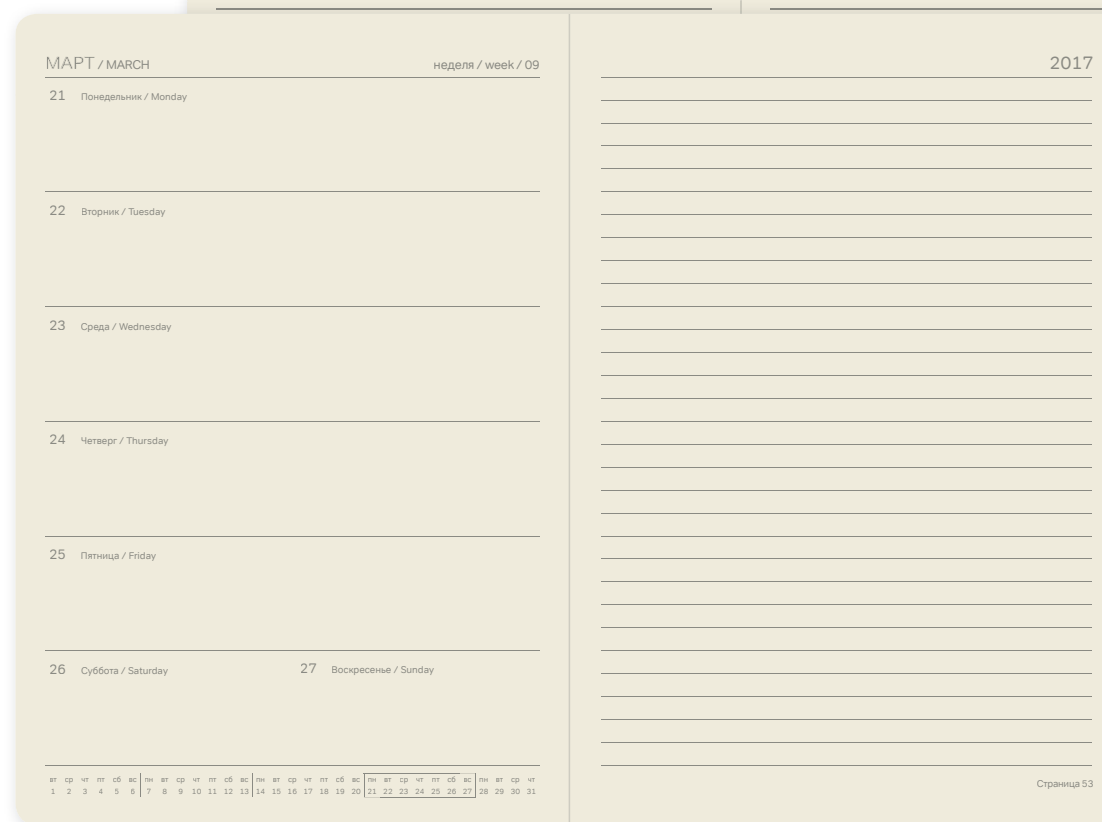 МАРТ / MARCH неделя / week / 09
21 Понедельник / Monday
22 Вторник / Tuesday
23 Среда / Wednesday
24 Четверг / Thursday
25 Пятница / Friday
26 Суббота / Saturday 27 Воскресенье / Sunday
вт ср чт пт сб вс пн вт ср чт пт сб вс пн вт ср чт пт сб вс пн вт ср чт пт сб вс пн вт ср чт
1 2 3 4 5 6 7 8 9 10 11 12 13 14 15 16 17 18 19 20 21 22 23 24 25 26 27 28 29 30 31
2017
Страница 53